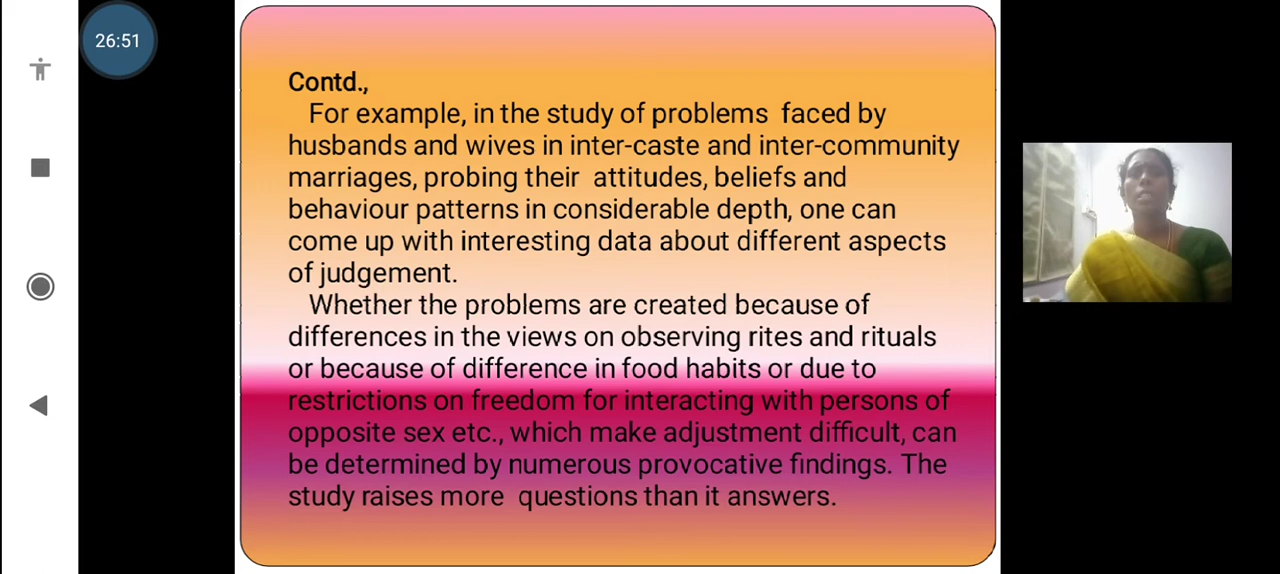 26:51
Contd.,
For example, in the study of problems faced by
husbands and wives in inter-caste and inter-community
marriages, probing their attitudes, beliefs and
behaviour patterns in considerable depth, one can
come up with interesting data about different aspects
of judgement.
Whether the problems are created because of
differences in the views on observing rites and rituals
or because of difference in food habits or due to
restrictions on freedom for interacting with persons of
opposite sex etc., which make adjustment difficult, can
be determined by numerous provocative findings. The
study raises more questions than it answers.